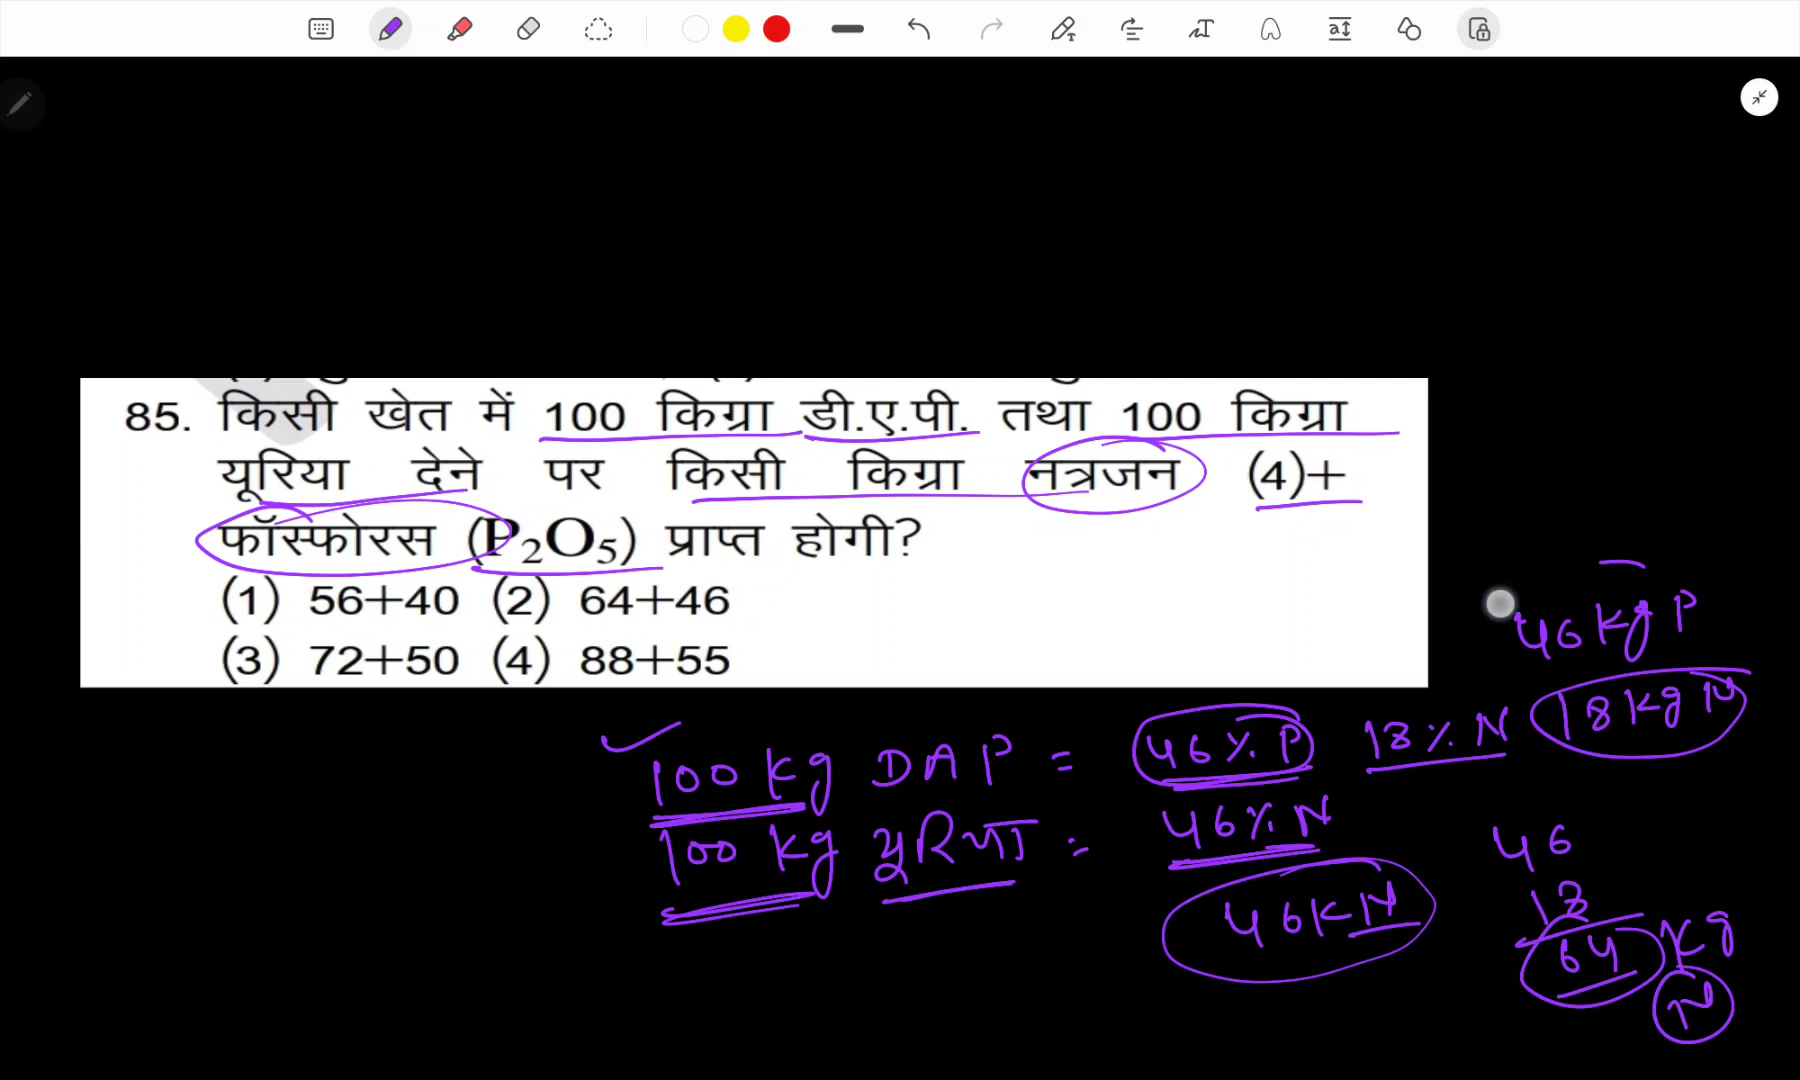 85. किसी खेत में 100 किग्रा डी.ए.पी. तथा 100 किग्रा
यूरिया देने पर किसी किग्रा नत्रजन (4)+
फॉस्फोरस (P₂O₅) प्राप्त होगी?
(1) 56+40 (2) 64+46
(3) 72+50 (4) 88+55
46 kg P
100 kg DAP = 46% P 18% N 18 kg N
100 kg यूरिया = 46% N
46 K N
46
18
64 kg
N